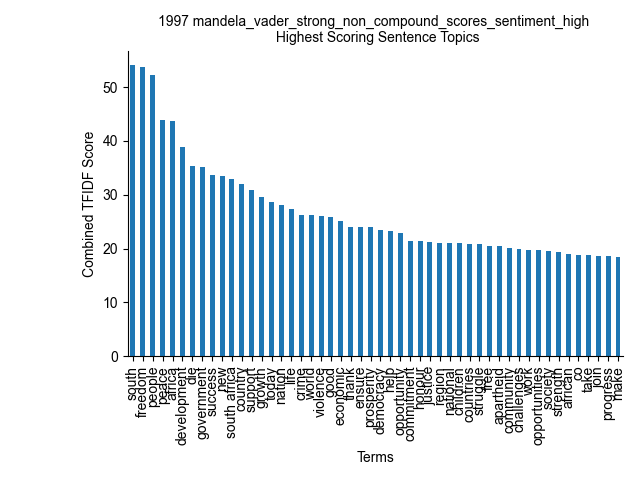 1997 mandela_vader_strong_non_compound_scores_sentiment_high
Highest Scoring Sentence Topics
Combined TFIDF Score
50
40
30
20
10
0
south
freedom
people
peace
africa
development
die
government
success
new
south africa
country
support
growth
today
nation
life
crime
world
violence
good
economic
thank
ensure
prosperity
democracy
help
opportunity
commitment
honour
justice
region
national
children
countries
struggle
free
apartheid
community
challenges
work
opportunities
society
strength
african
co
take
join
progress
make
Terms